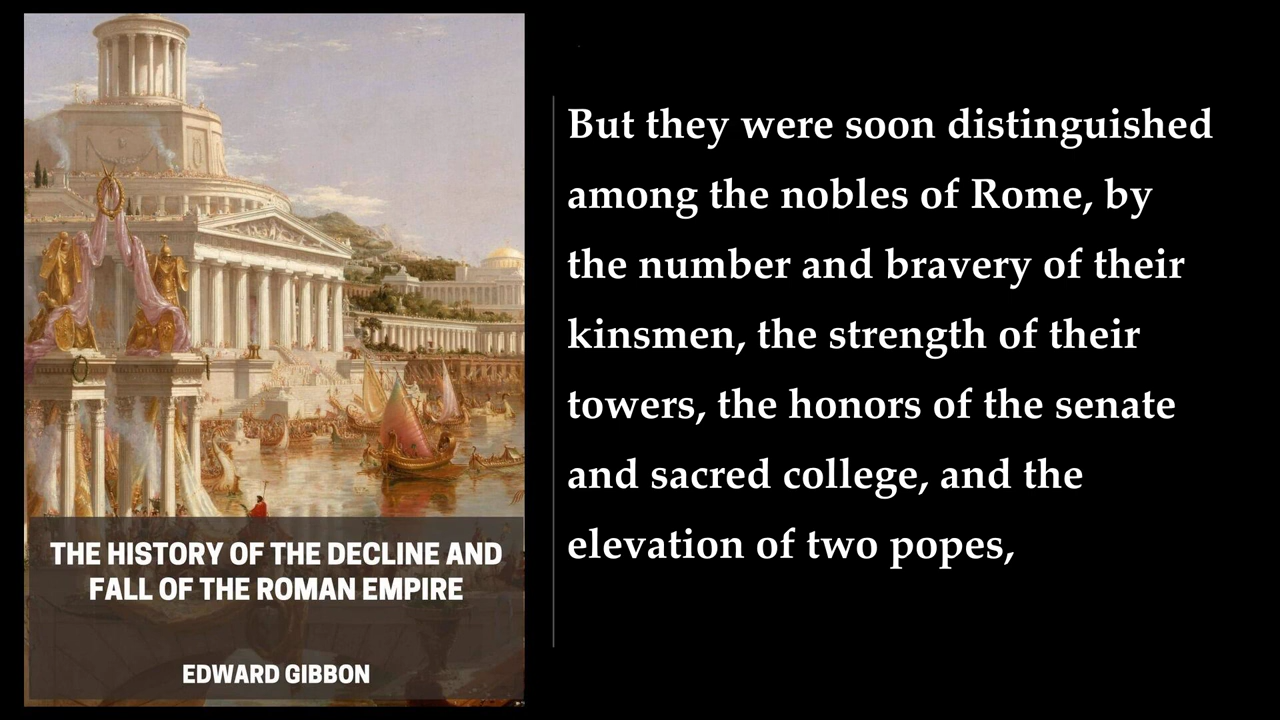 THE HISTORY OF THE DECLINE AND
FALL OF THE ROMAN EMPIRE
EDWARD GIBBON
But they were soon distinguished
among the nobles of Rome, by
the number and bravery of their
kinsmen, the strength of their
towers, the honors of the senate
and sacred college, and the
elevation of two popes,